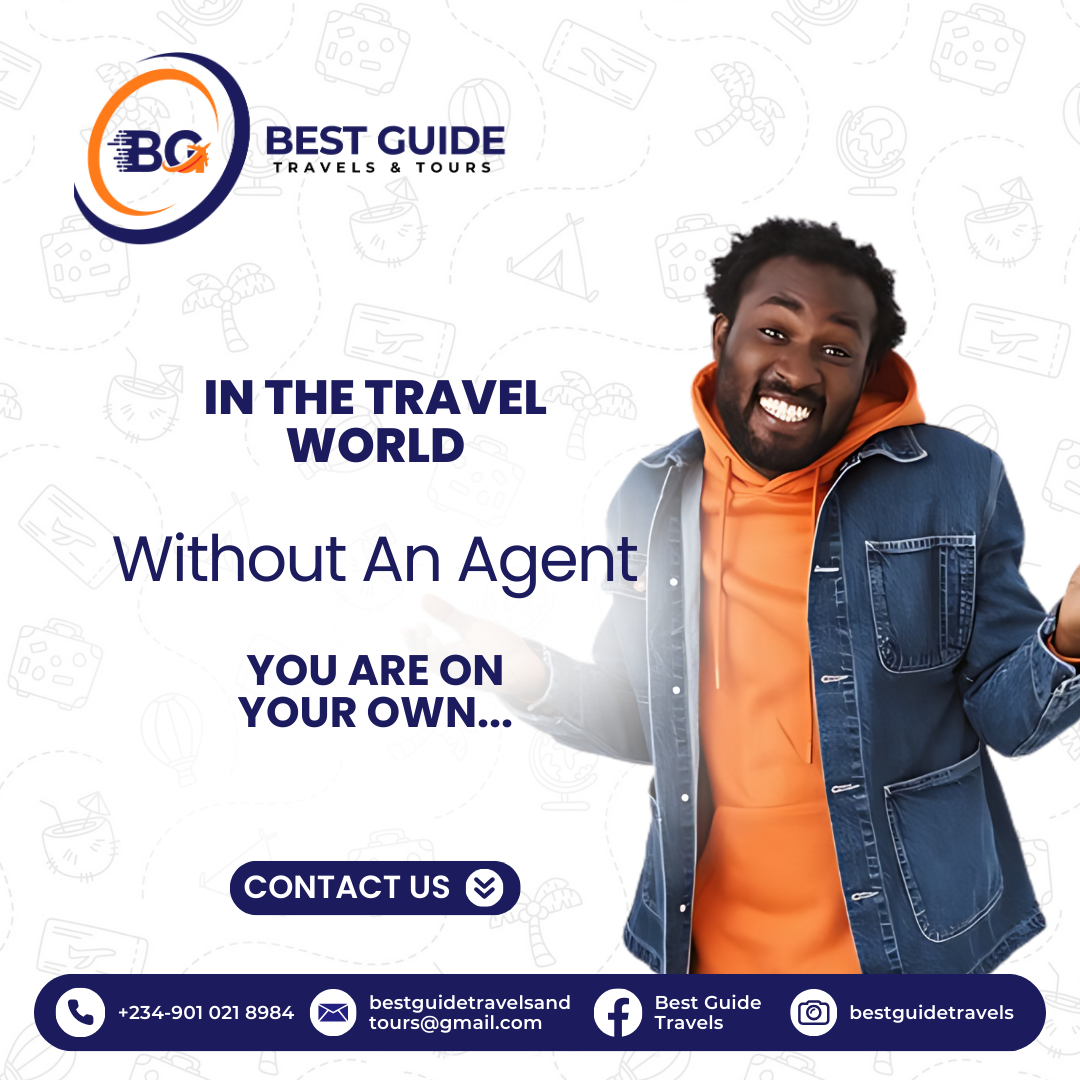 BG
BEST GUIDE
TRAVELS & TOURS
IN THE TRAVEL
WORLD
Without An Agent
YOU ARE ON
YOUR OWN...
CONTACT US
+234-901 021 8984
bestguidetravelsand
tours@gmail.com
Best Guide
Travels
bestguidetravels